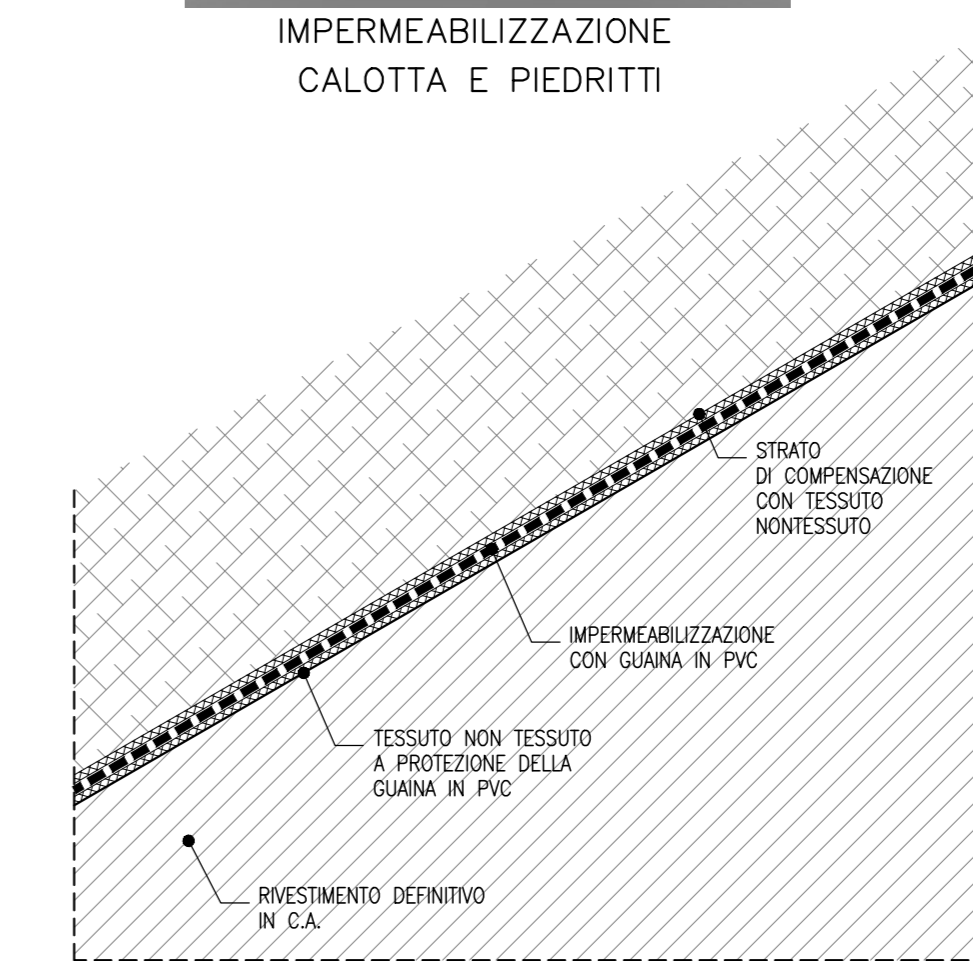 IMPERMEABILIZZAZIONE
CALOTTA E PIEDRITTI
STRATO
DI COMPENSAZIONE
CON TESSUTO
NONTESSUTO
IMPERMEABILIZZAZIONE
CON GUAINA IN PVC
TESSUTO NON TESSUTO
A PROTEZIONE DELLA
GUAINA IN PVC
RIVESTIMENTO DEFINITIVO
IN C.A.